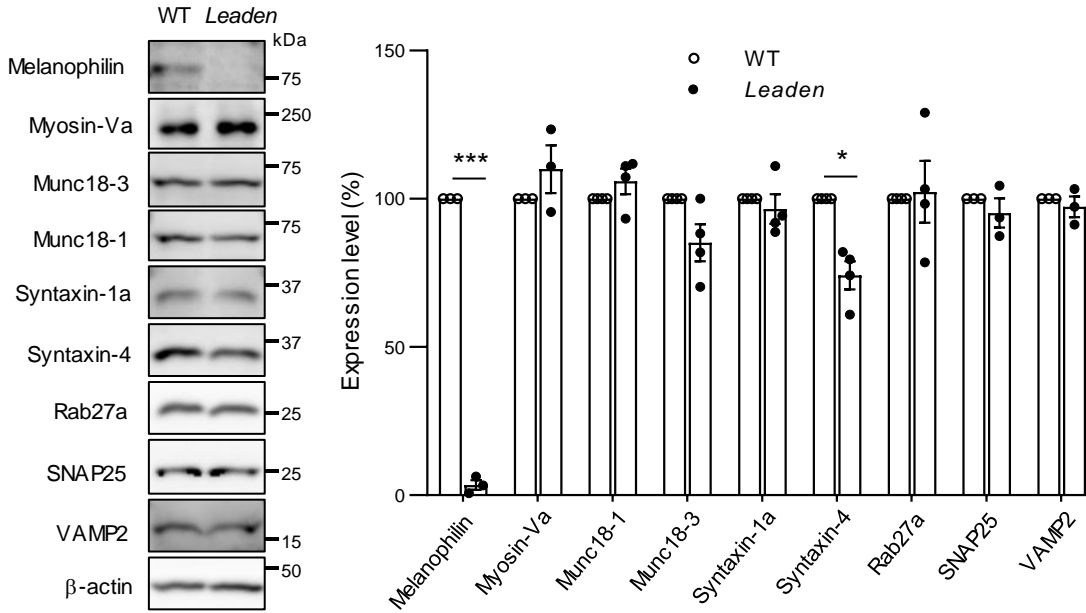 WT Leaden
kDa
Melanophilin
75
Myosin-Va
250
Munc18-3
75
Munc18-1
75
Syntaxin-1a
37
Syntaxin-4
37
Rab27a
25
SNAP25
25
VAMP2
15
β-actin
50
Expression level (%)
150
100
50
0
WT
Leaden
***
*
Melanophilin
Myosin-Va
Munc18-1
Munc18-3
Syntaxin-1a
Syntaxin-4
Rab27a
SNAP25
VAMP2